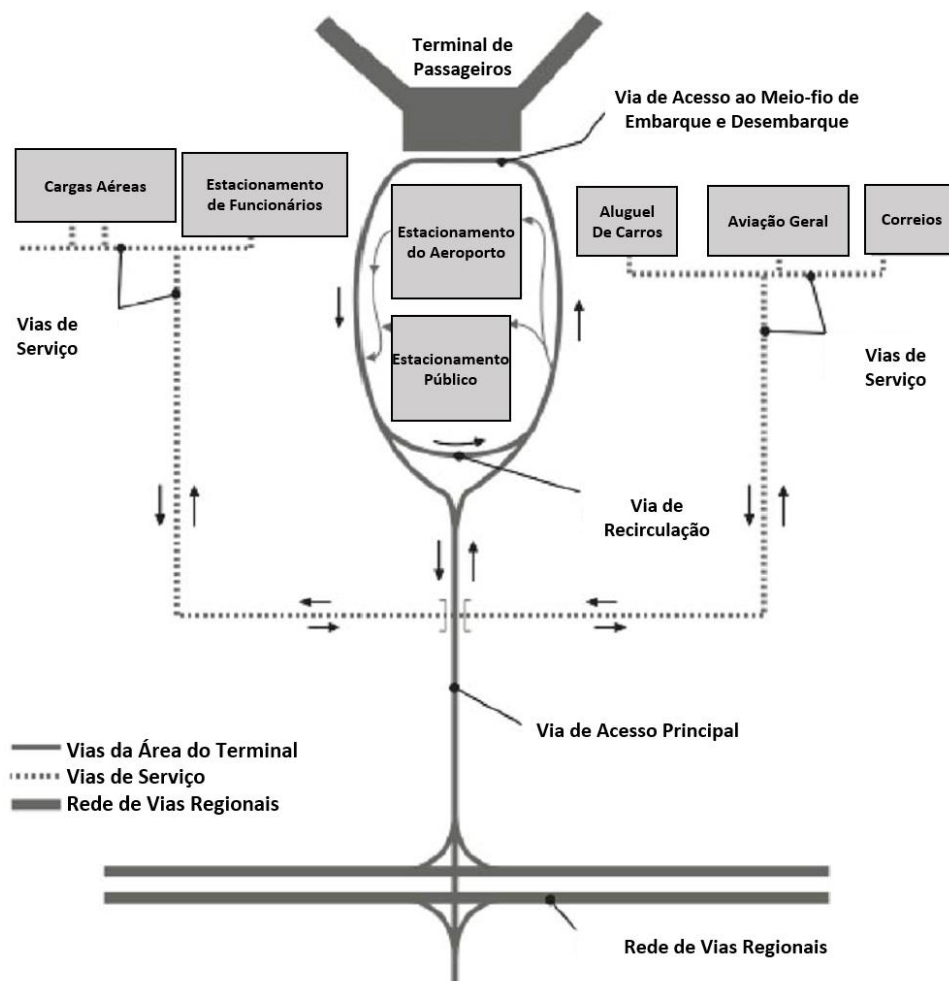 Terminal de
Passageiros
Via de Acesso ao Meio-fio de
Embarque e Desembarque
Cargas Aéreas
Estacionamento
de Funcionários
Estacionamento
do Aeroporto
Aluguel
De Carros
Aviação Geral
Correios
Vias de
Serviço
Estacionamento
Público
Vias de
Serviço
Via de
Recirculação
Via de Acesso Principal
Vias da Área do Terminal
Vias de Serviço
Rede de Vias Regionais
Rede de Vias Regionais